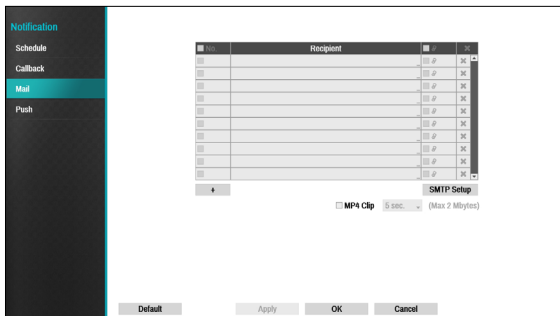 Notification
Schedule
Callback
Mail
Push
No. Recipient
+ SMTP Setup
MP4 Clip 5 sec. (Max 2 Mbytes)
Default Apply OK Cancel